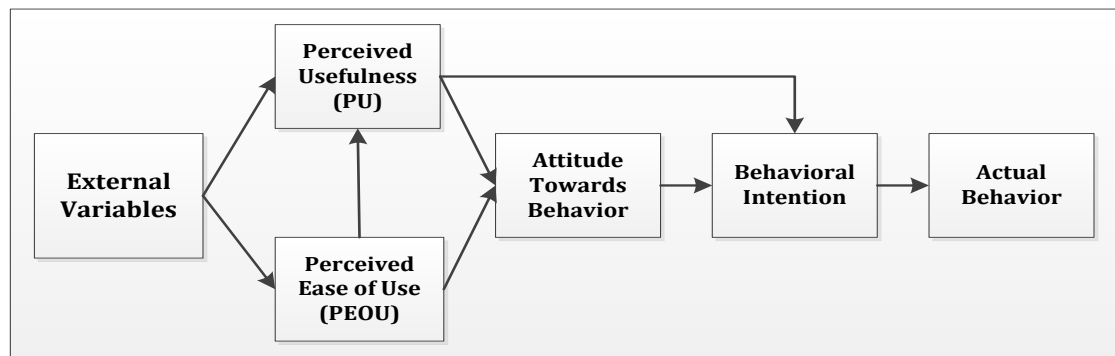 External
Variables
Perceived
Usefulness
(PU)
Perceived
Ease of Use
(PEOU)
Attitude
Towards
Behavior
Behavioral
Intention
Actual
Behavior